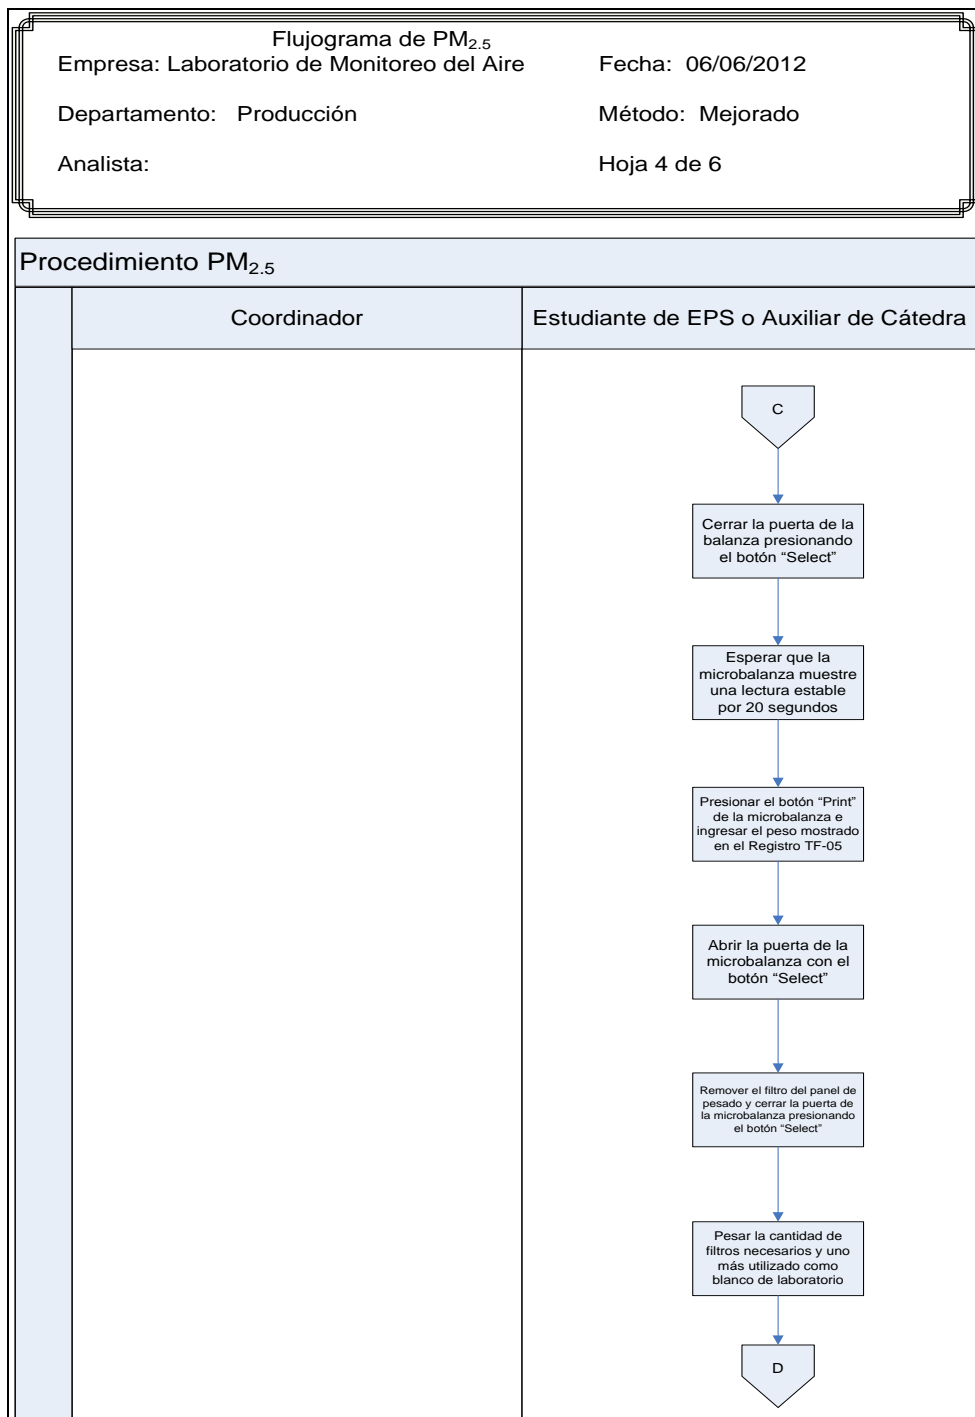 Flujograma de PM2.5
Empresa: Laboratorio de Monitoreo del Aire Fecha: 06/06/2012
Departamento: Producción Método: Mejorado
Analista: Hoja 4 de 6
Procedimiento PM2.5
Coordinador Estudiante de EPS o Auxiliar de Cátedra
C
Cerrar la puerta de la
balanza presionando
el botón “Select”
Esperar que la
microbalanza muestre
una lectura estable
por 20 segundos
Presionar el botón “Print”
de la microbalanza e
ingresar el peso mostrado
en el Registro TF-05
Abrir la puerta de la
microbalanza con el
botón “Select”
Remover el filtro del panel de
pesado y cerrar la puerta de
la microbalanza presionando
el botón “Select”
Pesar la cantidad de
filtros necesarios y uno
más utilizado como
blanco de laboratorio
D